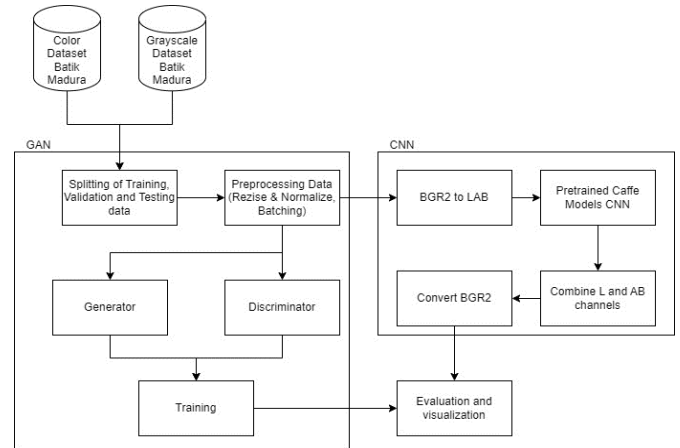 Color
Dataset
Batik
Madura
Grayscale
Dataset
Batik
Madura
GAN
CNN
Splitting of Training,
Validation and Testing
data
Preprocessing Data
(Rezise & Normalize,
Batching)
BGR2 to LAB
Pretrained Caffe
Models CNN
Generator
Discriminator
Convert BGR2
Combine L and AB
channels
Training
Evaluation and
visualization